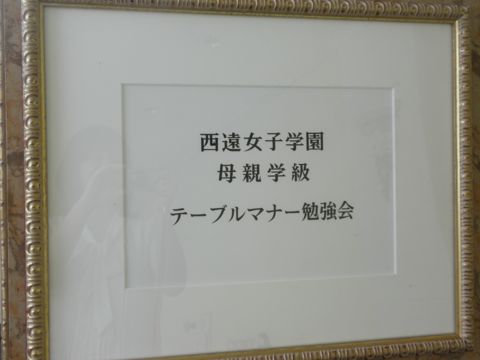 西遠女子学園
母親学級
テーブルマナー勉強会